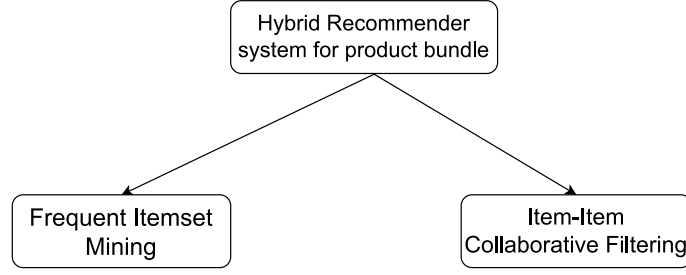 Hybrid Recommender
system for product bundle
Frequent Itemset
Mining
Item-Item
Collaborative Filtering